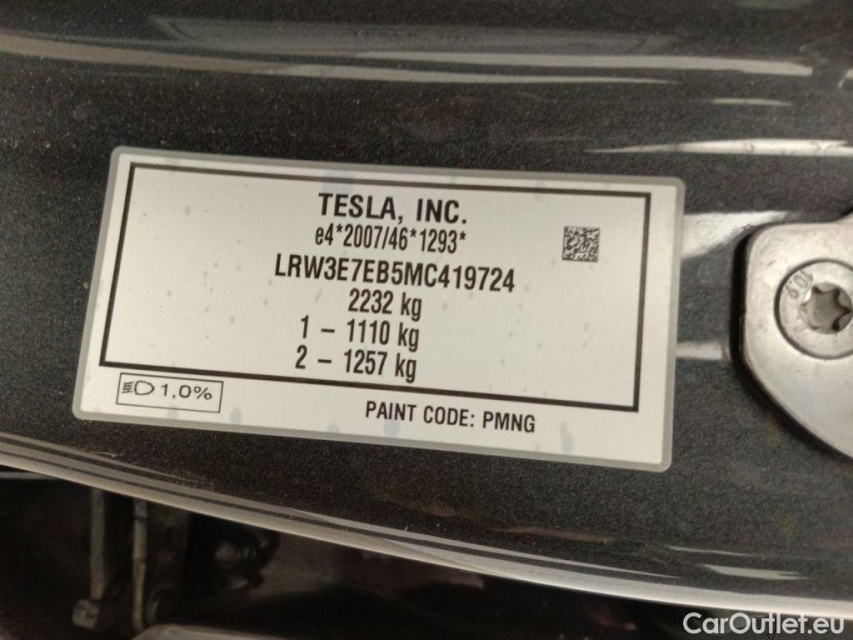 TESLA, INC.
e4*2007/46*1293*
LRW3E7EB5MC419724
2232 kg
1 – 1110 kg
2 – 1257 kg
1,0%
PAINT CODE: PMNG
CarOutlet.eu